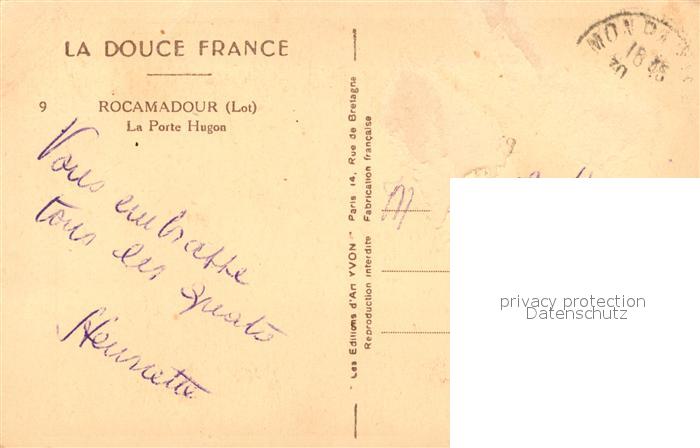 LA DOUCE FRANCE
9 ROCAMADOUR (Lot)
La Porte Hugon
Vous embrasse
tous les quatre
Henriette
Les Editions d'Art YVON Paris 14, Rue de Bretagne
Reproduction interdite Fabrication française
M
18
30
privacy protection
Datenschutz